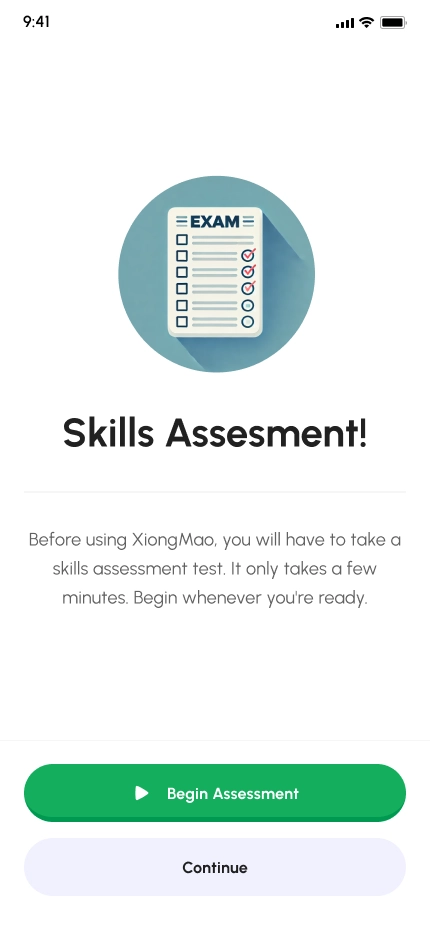 9:41
EXAM
Skills Assesment!
Before using XiongMao, you will have to take a
skills assessment test. It only takes a few
minutes. Begin whenever you're ready.
Begin Assessment
Continue